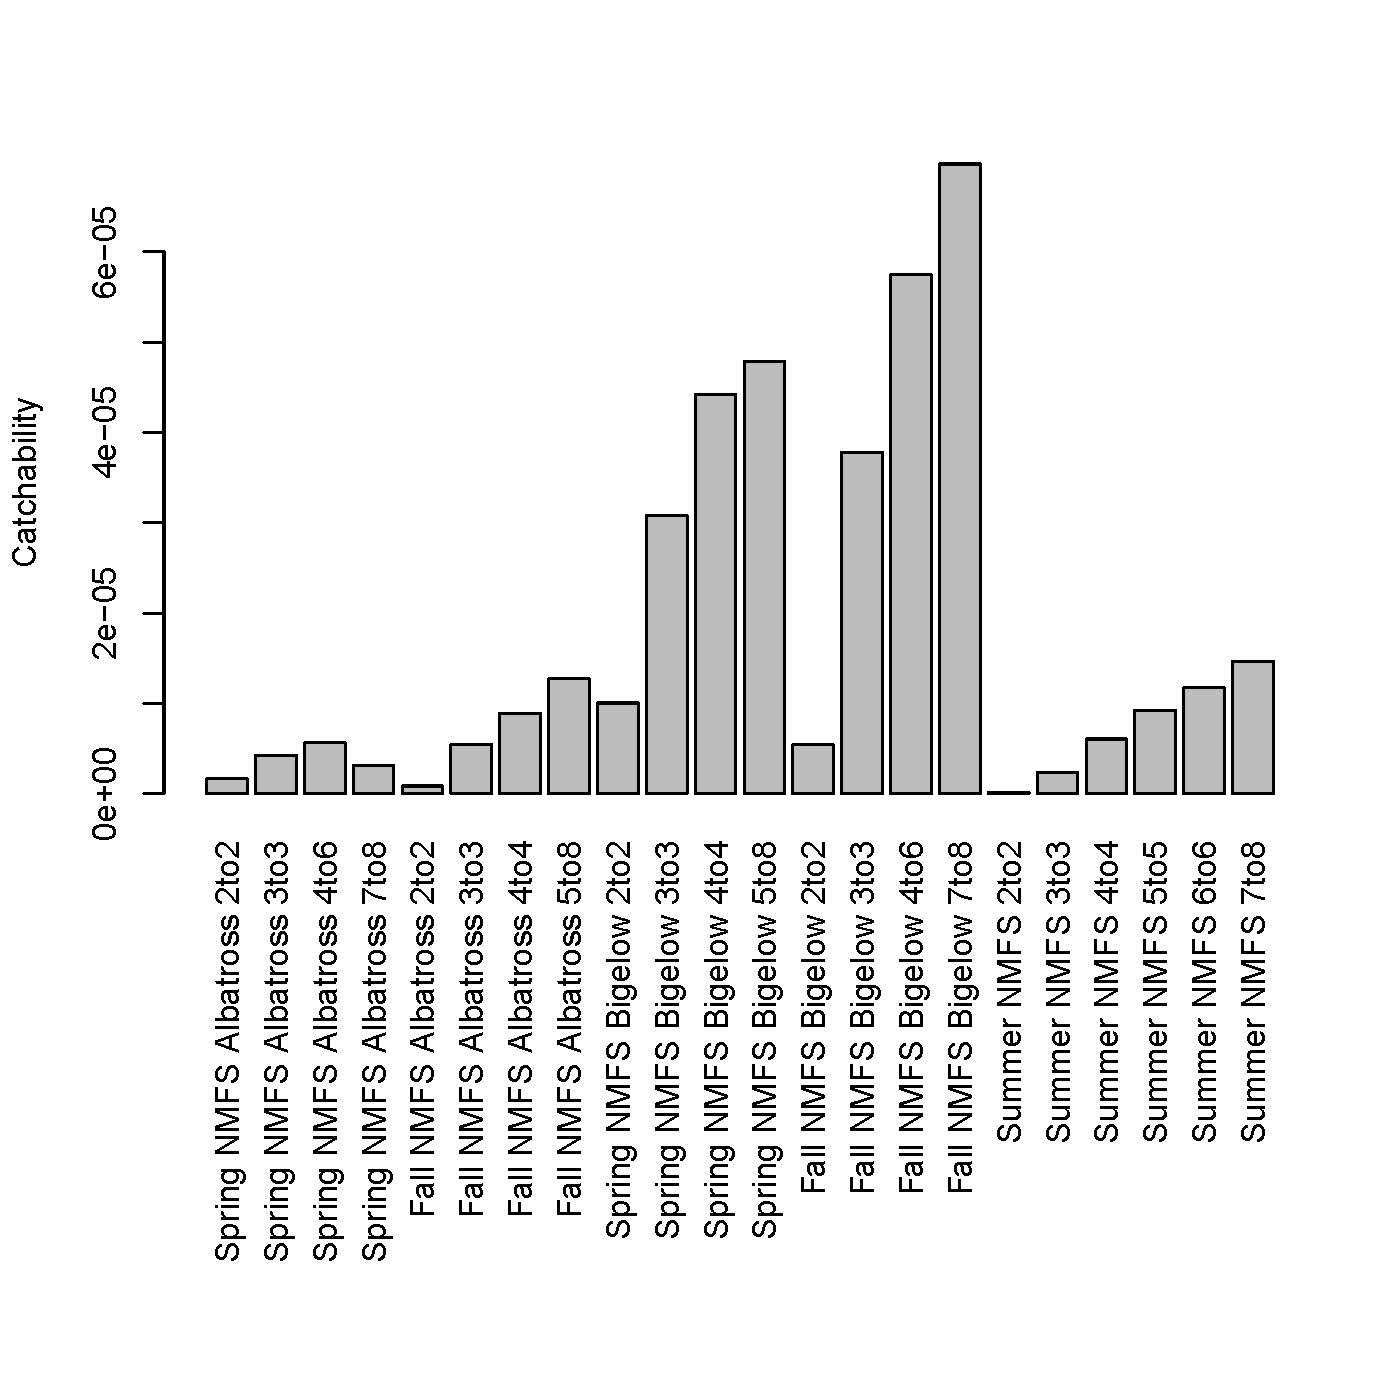 Catchability
6e−05
4e−05
2e−05
0e+00
Spring NMFS Albatross 2to2
Spring NMFS Albatross 3to3
Spring NMFS Albatross 4to6
Spring NMFS Albatross 7to8
Fall NMFS Albatross 2to2
Fall NMFS Albatross 3to3
Fall NMFS Albatross 4to4
Fall NMFS Albatross 5to8
Spring NMFS Bigelow 2to2
Spring NMFS Bigelow 3to3
Spring NMFS Bigelow 4to4
Spring NMFS Bigelow 5to8
Fall NMFS Bigelow 2to2
Fall NMFS Bigelow 3to3
Fall NMFS Bigelow 4to6
Fall NMFS Bigelow 7to8
Summer NMFS 2to2
Summer NMFS 3to3
Summer NMFS 4to4
Summer NMFS 5to5
Summer NMFS 6to6
Summer NMFS 7to8